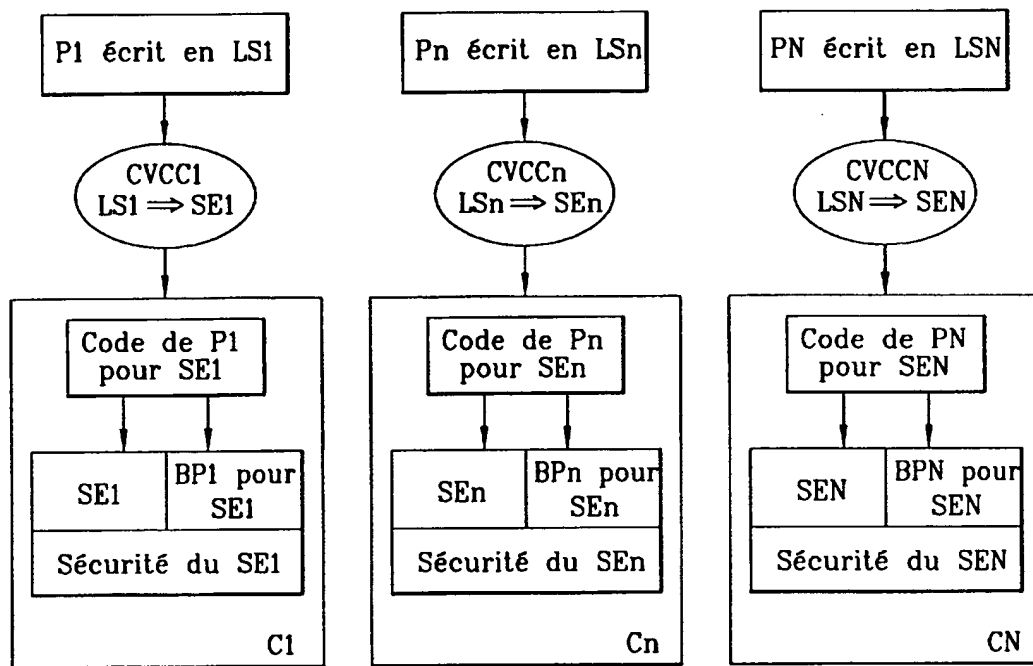 P1 écrit en LS1
CVCC1
LS1 ⇒ SE1
Code de P1
pour SE1
SE1
BP1 pour
SE1
Sécurité du SE1
C1
Pn écrit en LSn
CVCCn
LSn ⇒ SEn
Code de Pn
pour SEn
SEn
BPn pour
SEn
Sécurité du SEn
Cn
PN écrit en LSN
CVCCN
LSN ⇒ SEN
Code de PN
pour SEN
SEN
BPN pour
SEN
Sécurité du SEN
CN